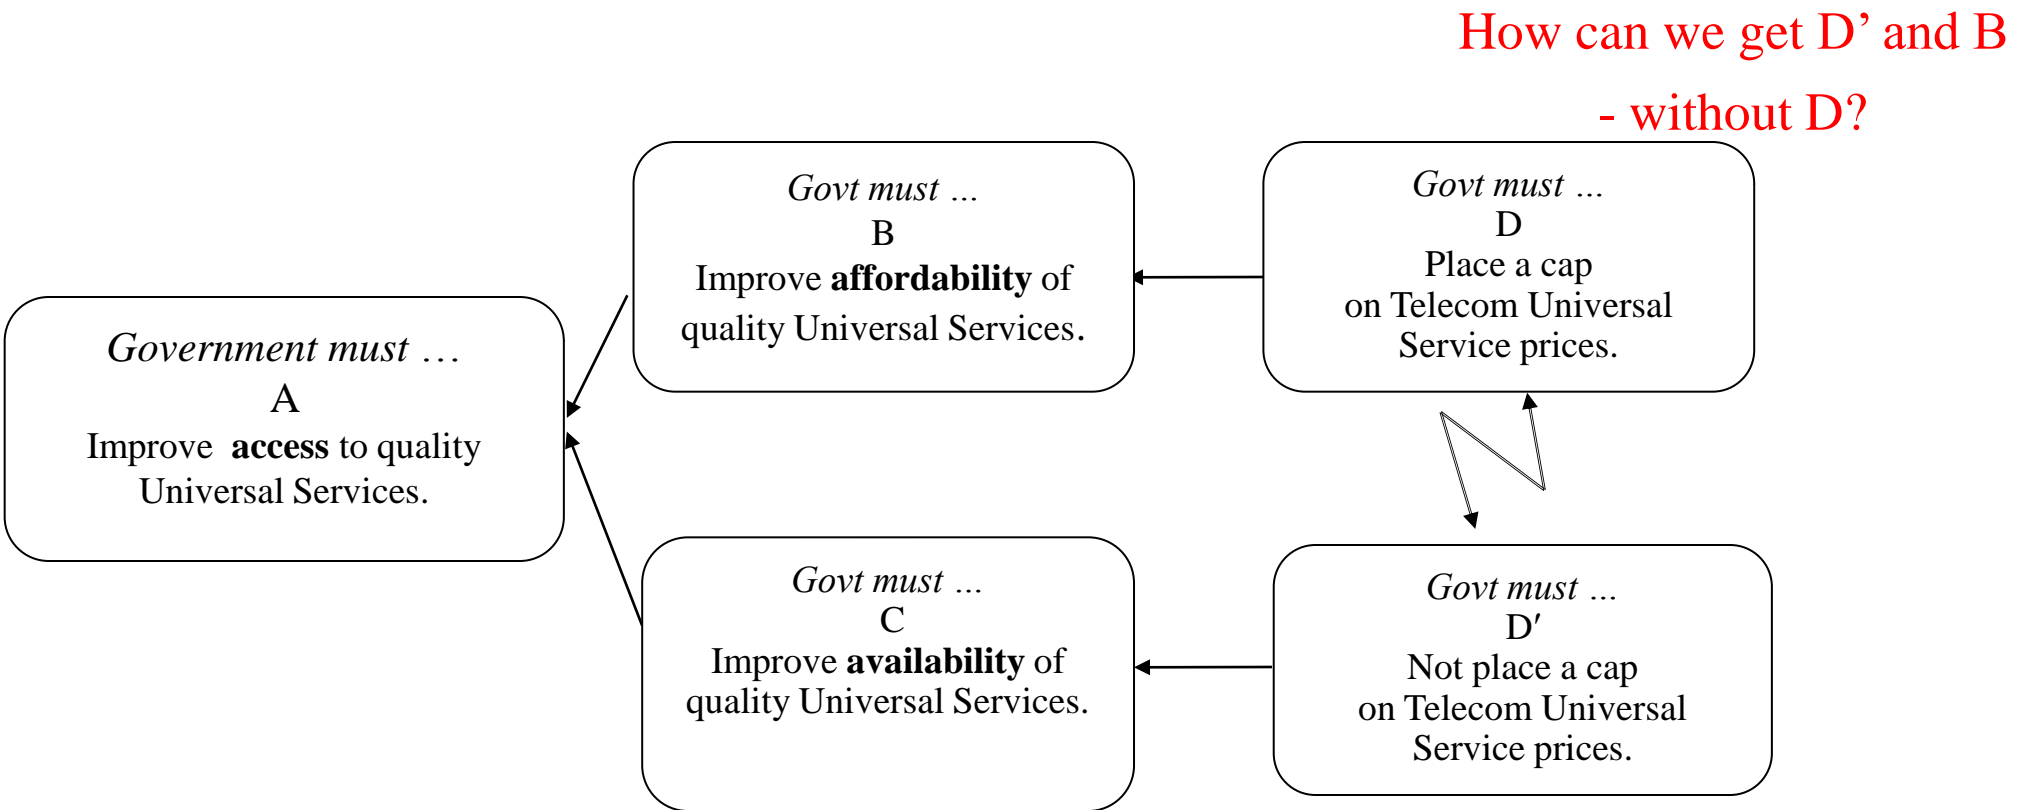 How can we get D’ and B
- without D?
Govt must …
B
Improve affordability of
quality Universal Services.
Govt must …
D
Place a cap
on Telecom Universal
Service prices.
Government must …
A
Improve access to quality
Universal Services.
Govt must …
C
Improve availability of
quality Universal Services.
Govt must …
D′
Not place a cap
on Telecom Universal
Service prices.